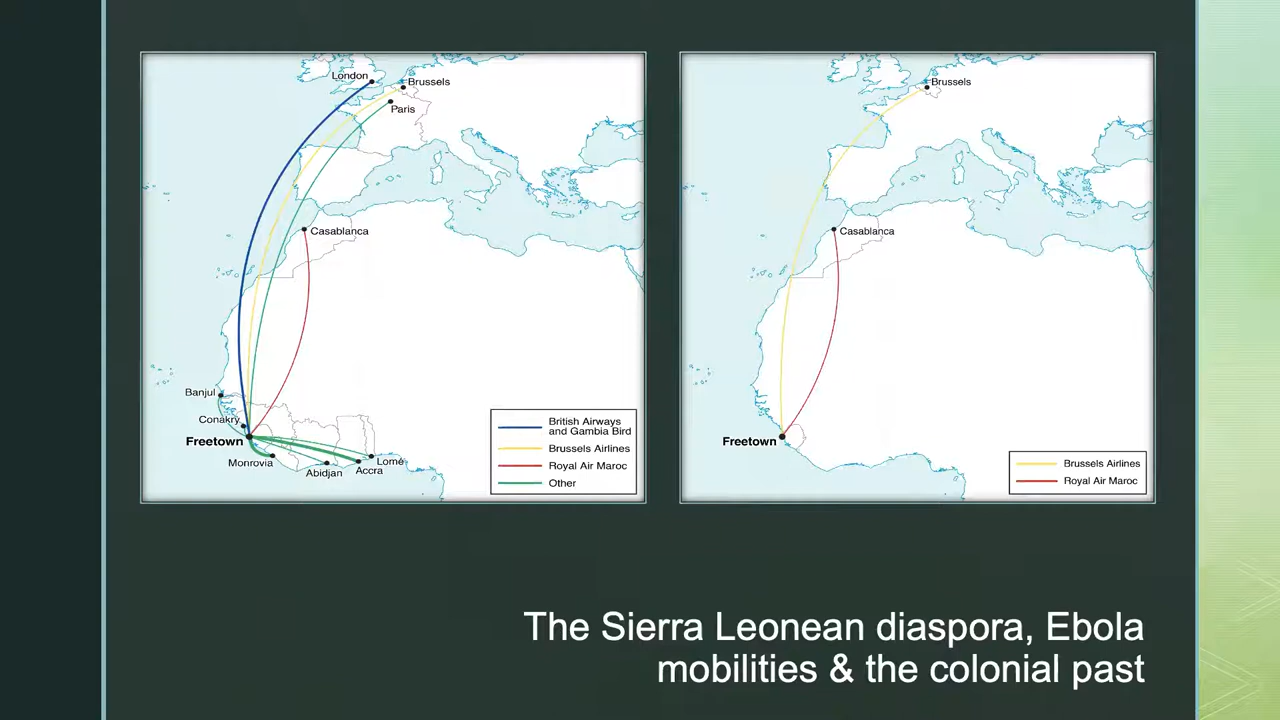 London
Brussels
Paris
Casablanca
Banjul
Conakry
Freetown
Monrovia
Abidjan
Accra
Lomé
British Airways
and Gambia Bird
Brussels Airlines
Royal Air Maroc
Other
Brussels
Casablanca
Freetown
Brussels Airlines
Royal Air Maroc
The Sierra Leonean diaspora, Ebola
mobilities & the colonial past